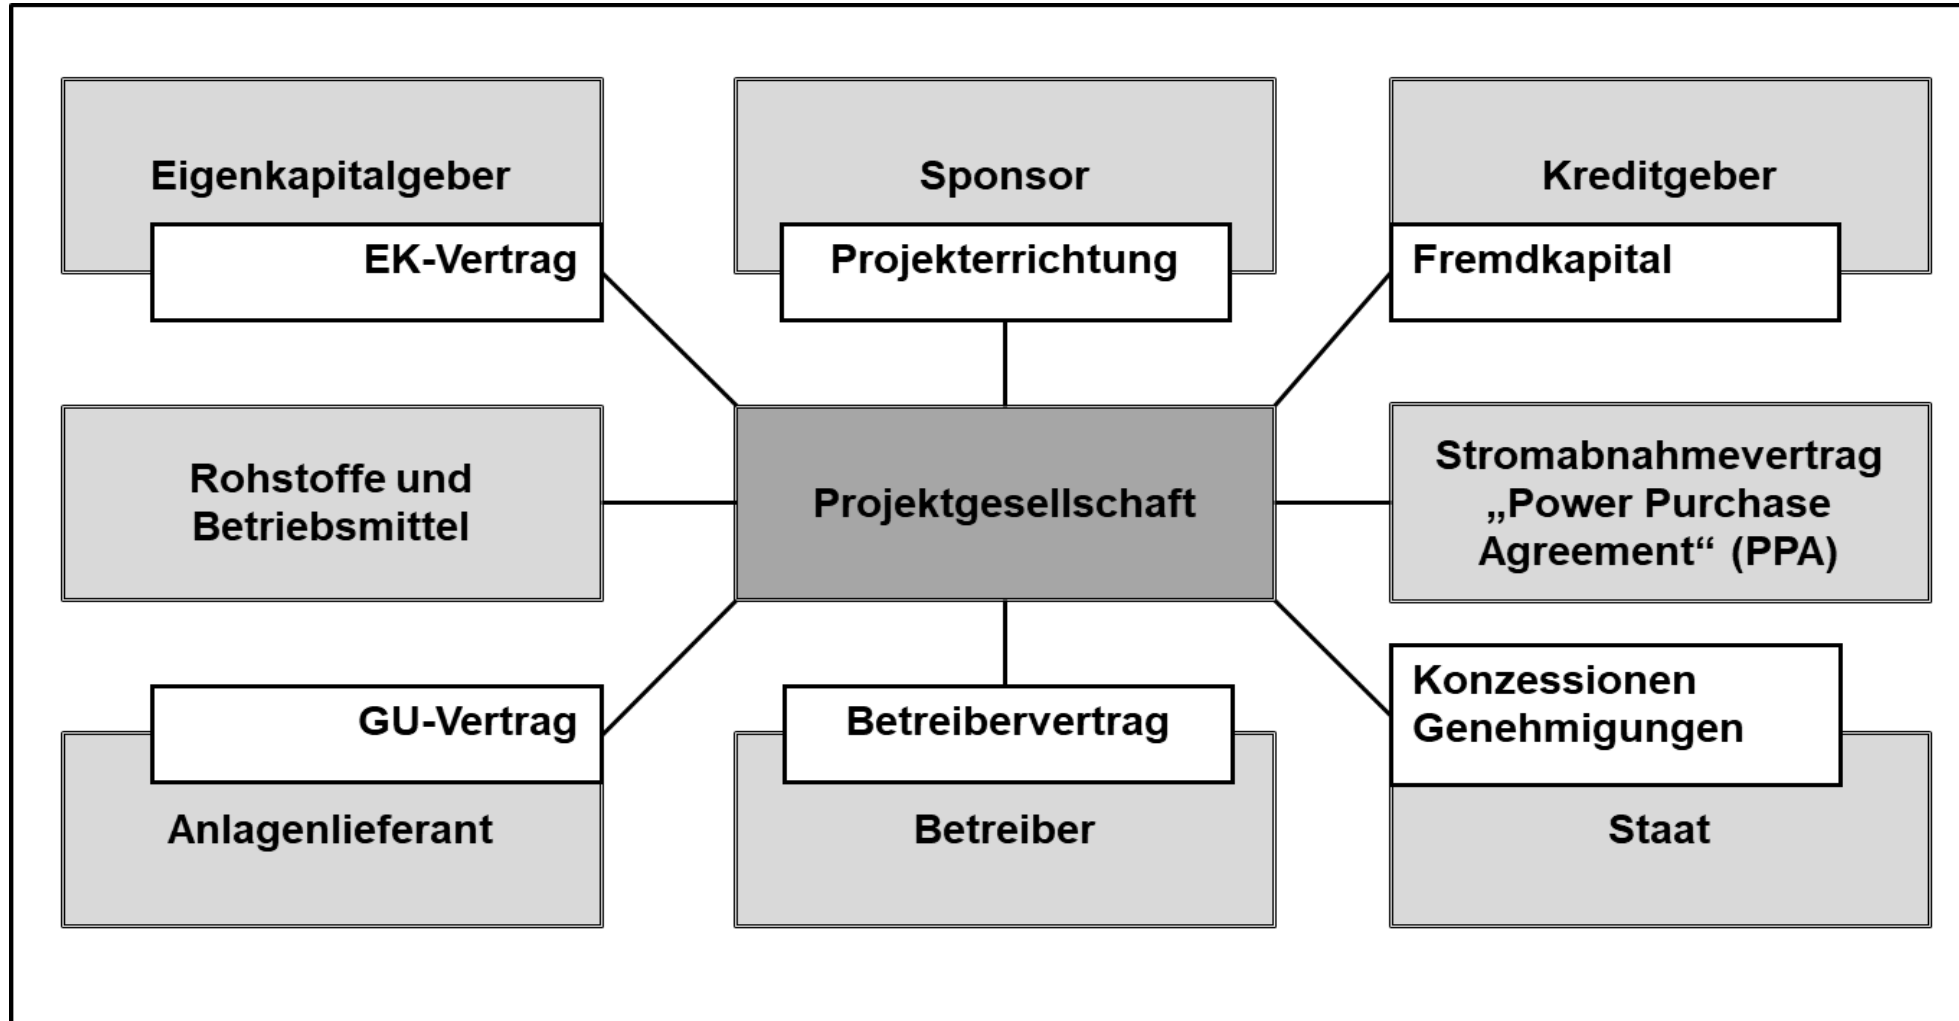 Eigenkapitalgeber
EK-Vertrag
Sponsor
Projekterrichtung
Kreditgeber
Fremdkapital
Rohstoffe und
Betriebsmittel
Projektgesellschaft
Stromabnahmevertrag
„Power Purchase
Agreement“ (PPA)
GU-Vertrag
Anlagenlieferant
Betreibervertrag
Betreiber
Konzessionen
Genehmigungen
Staat